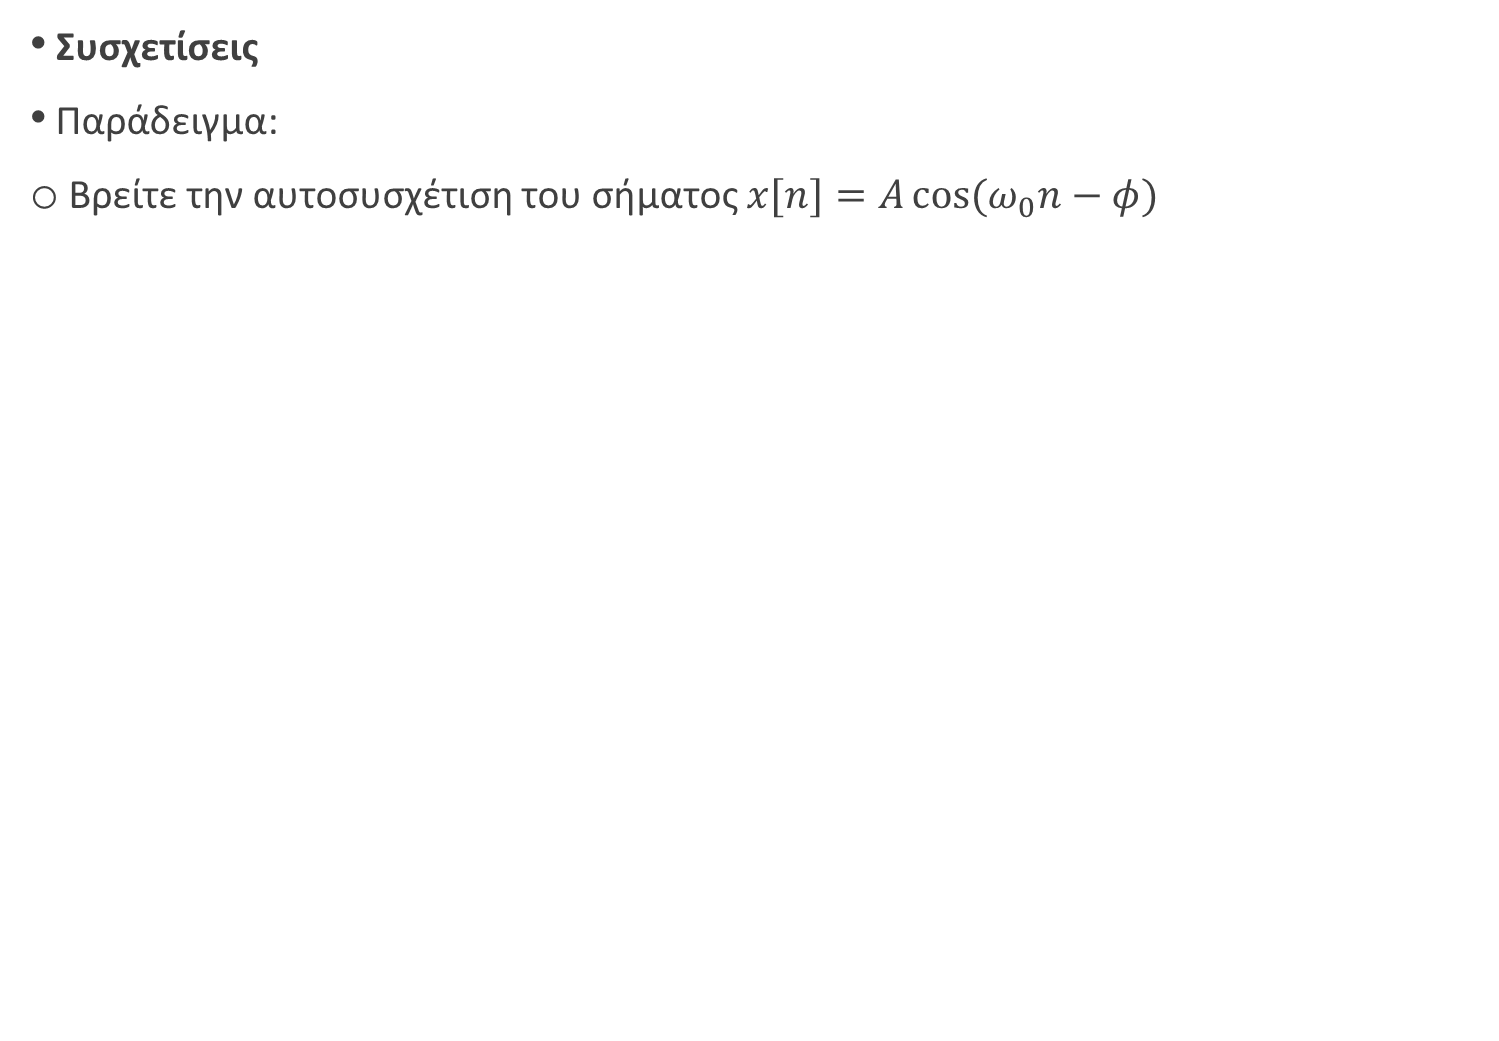 • Συσχετίσεις
• Παράδειγμα:
○ Βρείτε την αυτοσυσχέτιση του σήματος x[n] = A cos(ω₀n − ϕ)